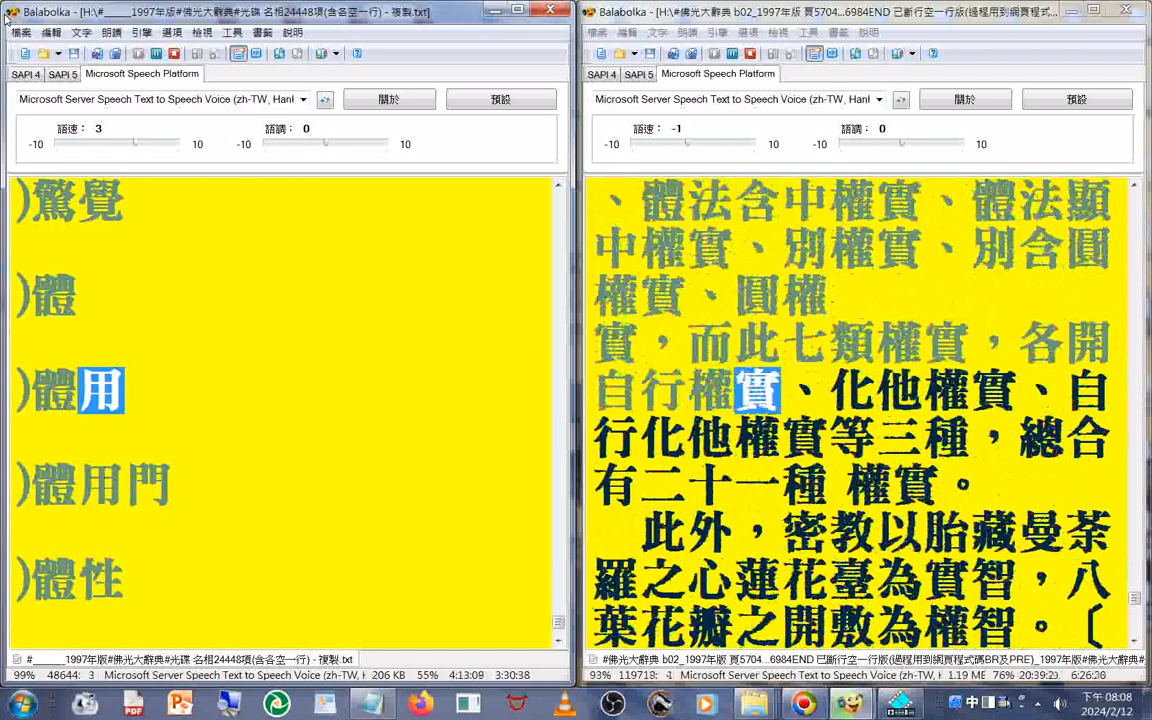 Balabolka - [H:\#_____1997年版#佛光大辭典#光碟 名相24448項(含各空一行) - 複製.txt]
檔案 編輯 文字 朗讀 引擎 選項 檢視 工具 書籤 說明
SAPI 4 SAPI 5 Microsoft Speech Platform
Microsoft Server Speech Text to Speech Voice (zh-TW, HanH 關於 預設
語速： 3 語調： 0
-10 10 -10 10
)驚覺
)體
)體用
)體用門
)體性
#_____1997年版#佛光大辭典#光碟 名相24448項(含各空一行) - 複製.txt
99% 48644: 3 Microsoft Server Speech Text to Speech Voice (zh-TW, H 206 KB 55% 4:13:09 3:30:38
Balabolka - [H:\#佛光大辭典 b02_1997年版 頁5704...6984END 已斷行空一行版(過程用到網頁程式...
檔案 編輯 文字 朗讀 引擎 選項 檢視 工具 書籤 說明
SAPI 4 SAPI 5 Microsoft Speech Platform
Microsoft Server Speech Text to Speech Voice (zh-TW, HanH 關於 預設
語速： -1 語調： 0
-10 10 -10 10
、體法含中權實、體法顯
中權實、別權實、別含圓
權實、圓權
實，而此七類權實，各開
自行權實、化他權實、自
行化他權實等三種，總合
有二十一種 權實。
此外，密教以胎藏曼荼
羅之心蓮花臺為實智，八
葉花瓣之開敷為權智。〔
#佛光大辭典 b02_1997年版 頁5704...6984END 已斷行空一行版(過程用到網頁程式碼BR及PRE)_1997年版#
93% Microsoft Server Speech Text to Speech Voice (zh-TW, H 1.19 MB 76% 20:39:2 6:26:30
中
下午 08:08
2024/2/12